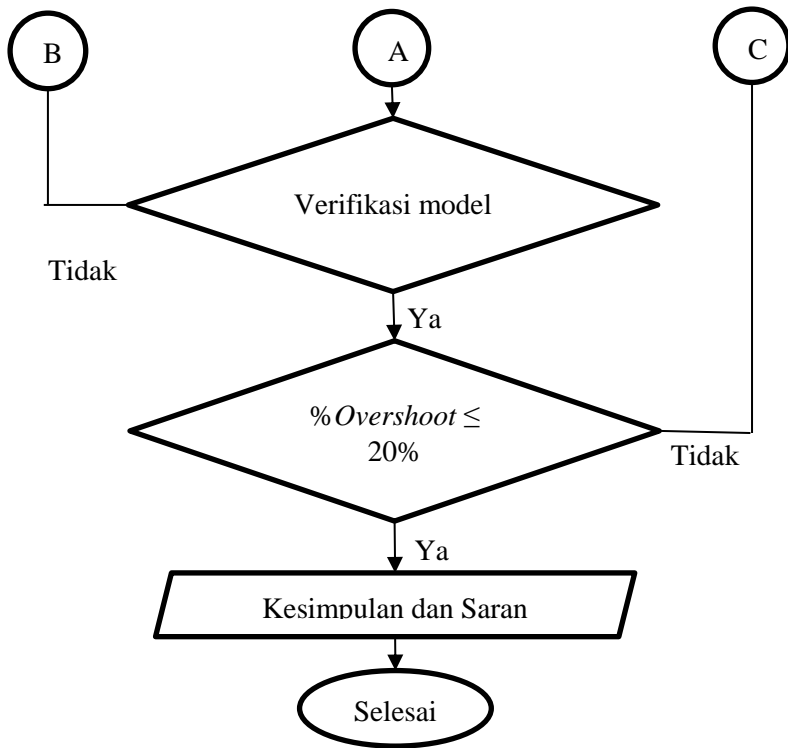 B
A
C
Verifikasi model
Tidak
Ya
%Overshoot ≤
20%
Tidak
Ya
Kesimpulan dan Saran
Selesai